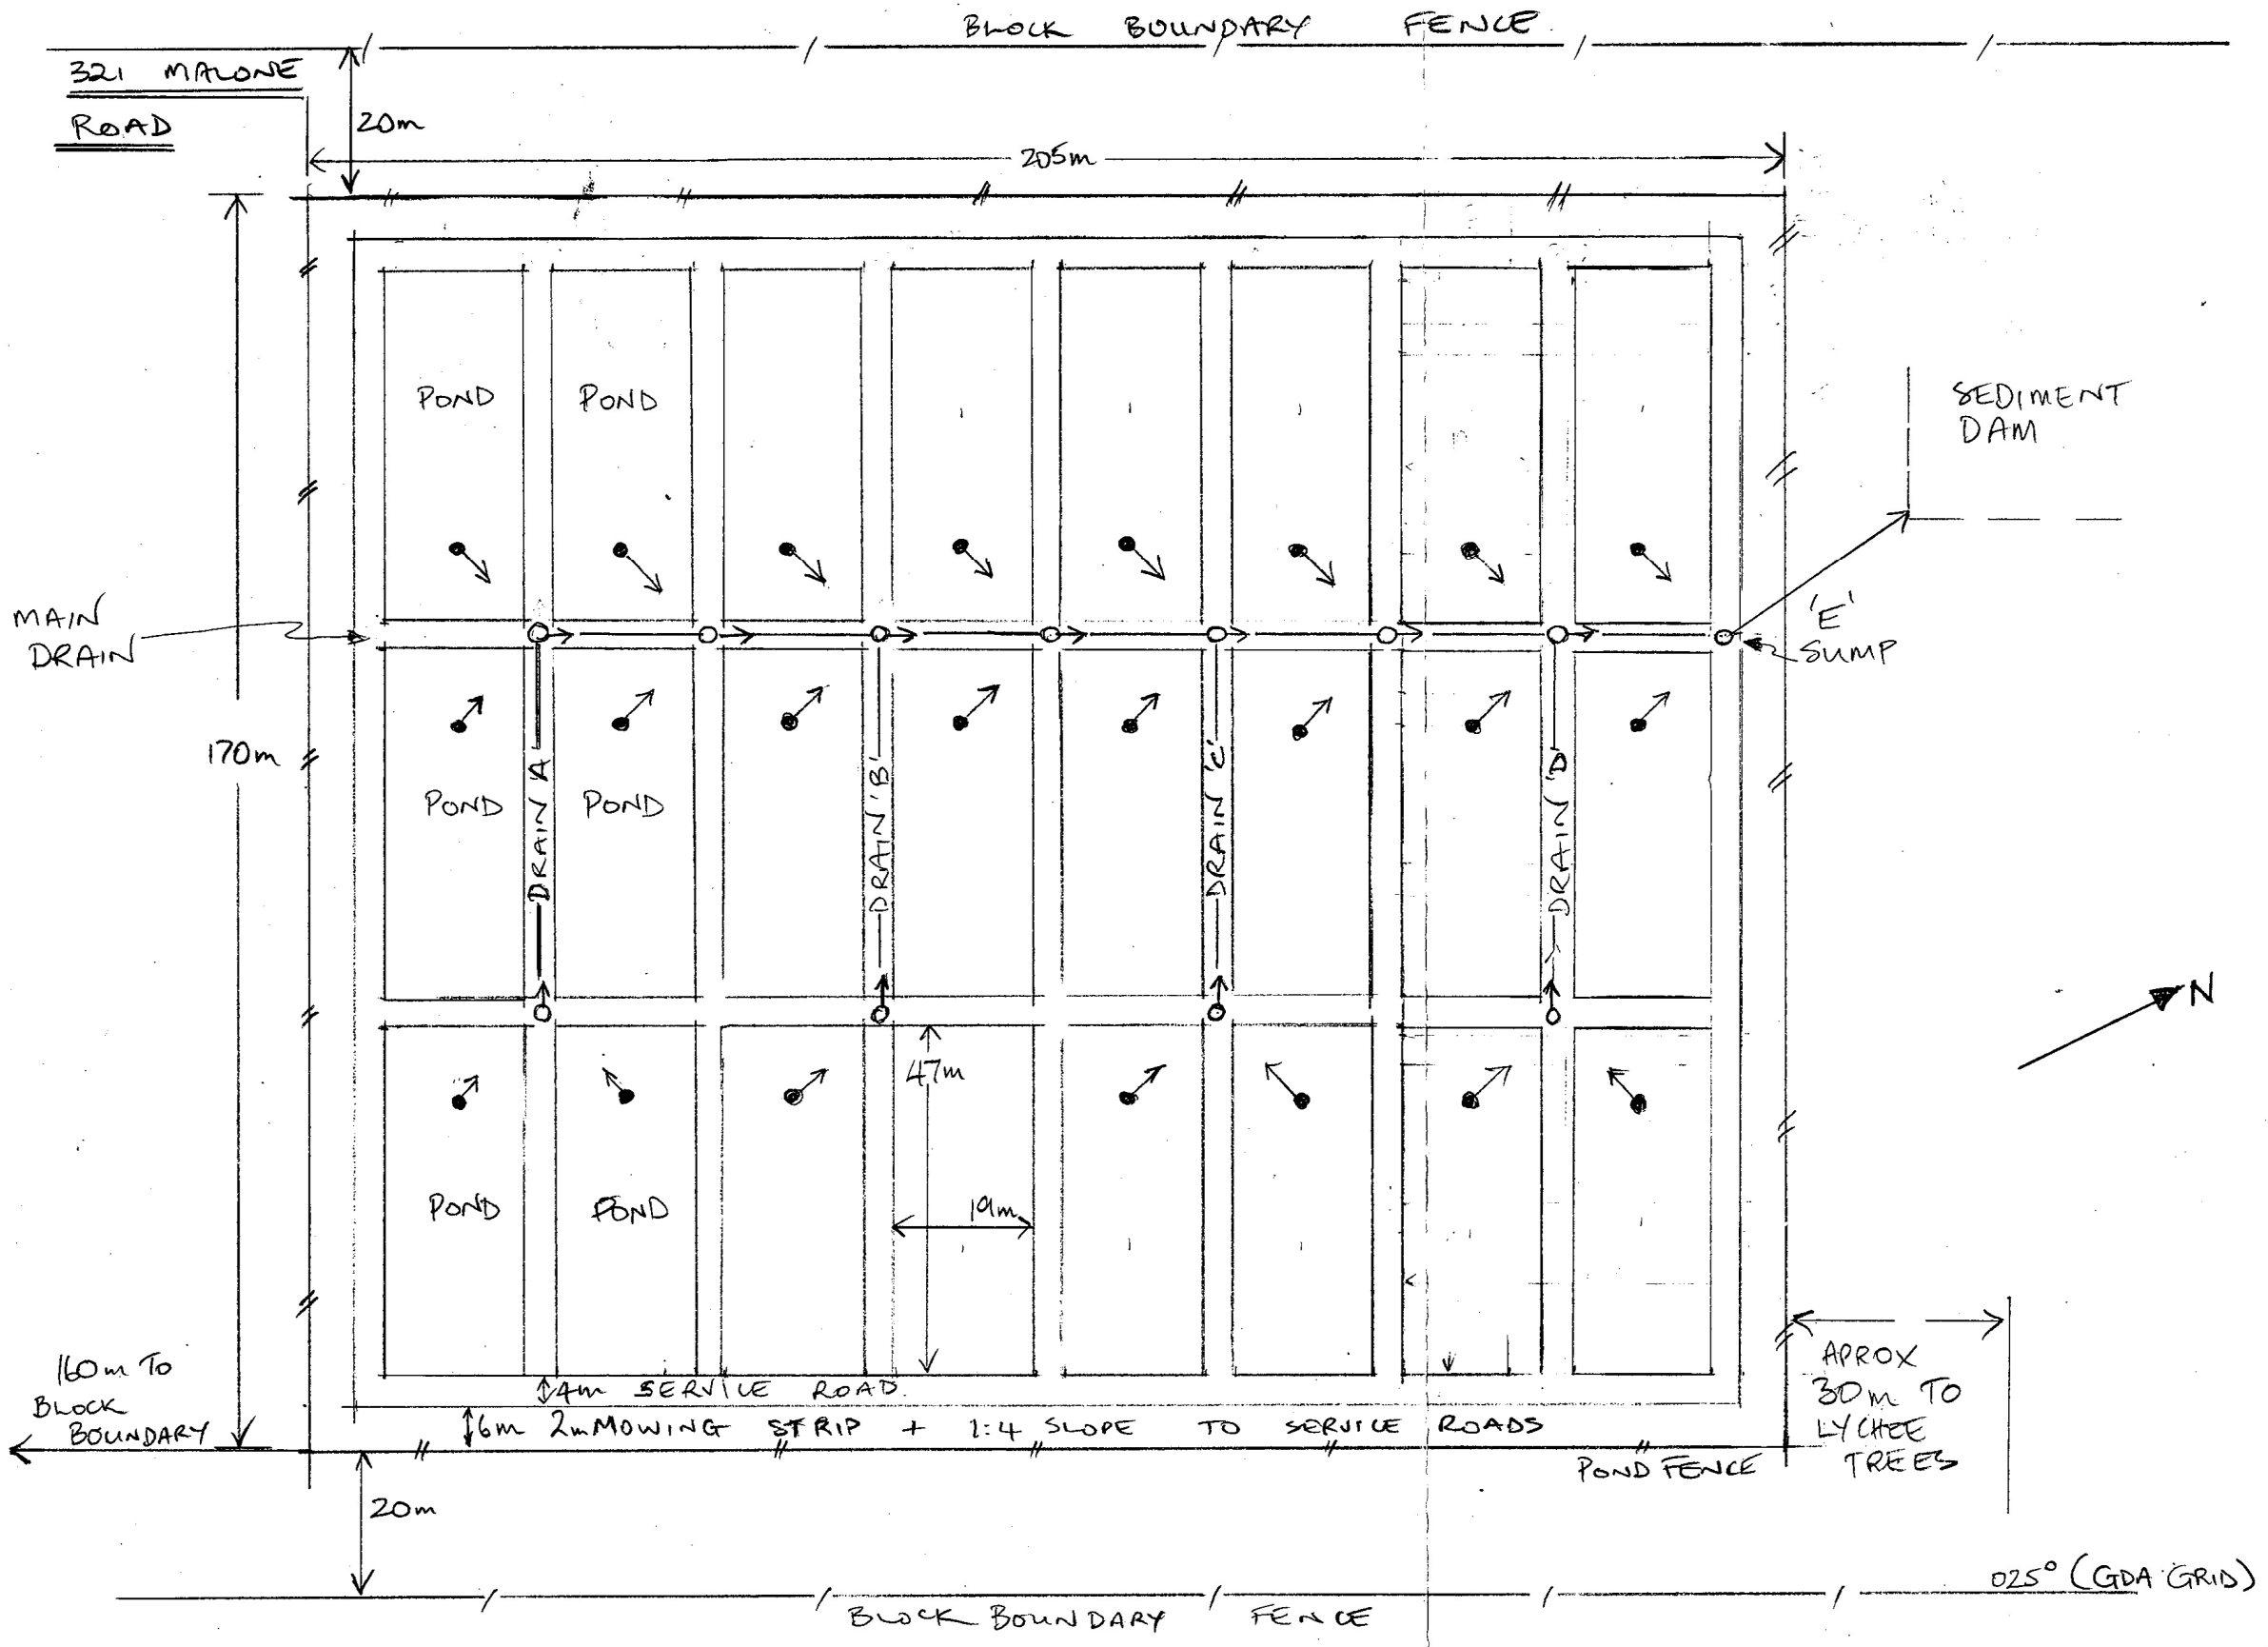 BLOCK BOUNDARY FENCE
321 MALONE
ROAD
20m
205m
POND
POND
SEDIMENT
DAM
MAIN
DRAIN
'E'
SUMP
170m
DRAIN 'A'
DRAIN 'B'
DRAIN 'C'
DRAIN 'D'
POND
POND
N
47m
19m
POND
POND
160m TO
BLOCK
BOUNDARY
4m SERVICE ROAD
6m 2m MOWING STRIP + 1:4 SLOPE TO SERVICE ROADS
APROX
30m TO
LYCHEE
TREES
POND FENCE
20m
025° (GDA GRID)
BLOCK BOUNDARY FENCE